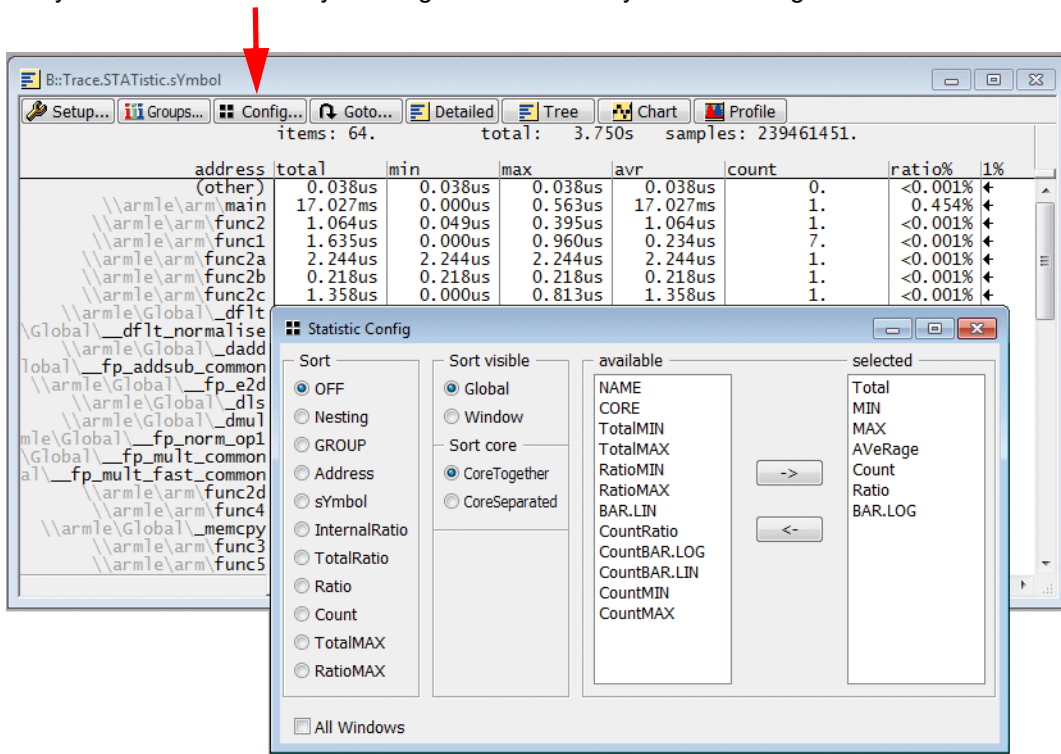 B::Trace.STATistic.sYmbol
Setup... Groups... Config... Goto... Detailed Tree Chart Profile
items: 64. total: 3.750s samples: 239461451.
address total min max avr count ratio% 1%
(other) 0.038us 0.038us 0.038us 0.038us 0. <0.001%
\\armle\arm\main 17.027ms 0.000us 0.563us 17.027ms 1. 0.454%
\\armle\arm\func2 1.064us 0.049us 0.395us 1.064us 1. <0.001%
\\armle\arm\func1 1.635us 0.000us 0.960us 0.234us 7. <0.001%
\\armle\arm\func2a 2.244us 2.244us 2.244us 2.244us 1. <0.001%
\\armle\arm\func2b 0.218us 0.218us 0.218us 0.218us 1. <0.001%
\\armle\arm\func2c 1.358us 0.000us 0.813us 1.358us 1. <0.001%
\\armle\Global\_dflt
\Global\__dflt_normalise
\\armle\Global\_dadd
lobal\__fp_addsub_common
\\armle\Global\__fp_e2d
\\armle\Global\_dls
\\armle\Global\_dmul
mle\Global\__fp_norm_op1
\Global\__fp_mult_common
al\__fp_mult_fast_common
\\armle\arm\func2d
\\armle\arm\func4
\\armle\Global\_memcpy
\\armle\arm\func3
\\armle\arm\func5
Statistic Config
Sort
OFF
Nesting
GROUP
Address
sYmbol
InternalRatio
TotalRatio
Ratio
Count
TotalMAX
RatioMAX
Sort visible
Global
Window
Sort core
CoreTogether
CoreSeparated
available
NAME
CORE
TotalMIN
TotalMAX
RatioMIN
RatioMAX
BAR.LIN
CountRatio
CountBAR.LOG
CountBAR.LIN
CountMIN
CountMAX
->
<-
selected
Total
MIN
MAX
AVeRage
Count
Ratio
BAR.LOG
All Windows